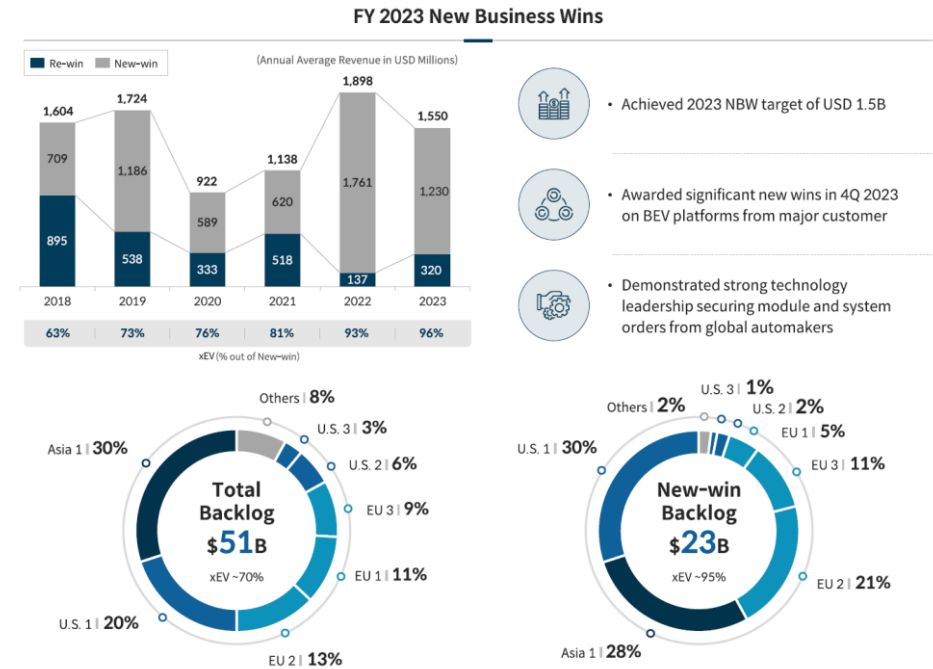 FY 2023 New Business Wins
Re-win
New-win
(Annual Average Revenue in USD Millions)
1,604
1,724
922
1,138
1,898
1,550
709
1,186
589
620
1,761
1,230
895
538
333
518
137
320
2018
2019
2020
2021
2022
2023
63%
73%
76%
81%
93%
96%
xEV (% out of New-win)
• Achieved 2023 NBW target of USD 1.5B
• Awarded significant new wins in 4Q 2023
on BEV platforms from major customer
• Demonstrated strong technology
leadership securing module and system
orders from global automakers
Total
Backlog
$51B
xEV ~70%
Others | 8%
U.S. 3 | 3%
U.S. 2 | 6%
EU 3 | 9%
EU 1 | 11%
EU 2 | 13%
U.S. 1 | 20%
Asia 1 | 30%
New-win
Backlog
$23B
xEV ~95%
Others | 2%
U.S. 3 | 1%
U.S. 2 | 2%
EU 1 | 5%
EU 3 | 11%
EU 2 | 21%
Asia 1 | 28%
U.S. 1 | 30%